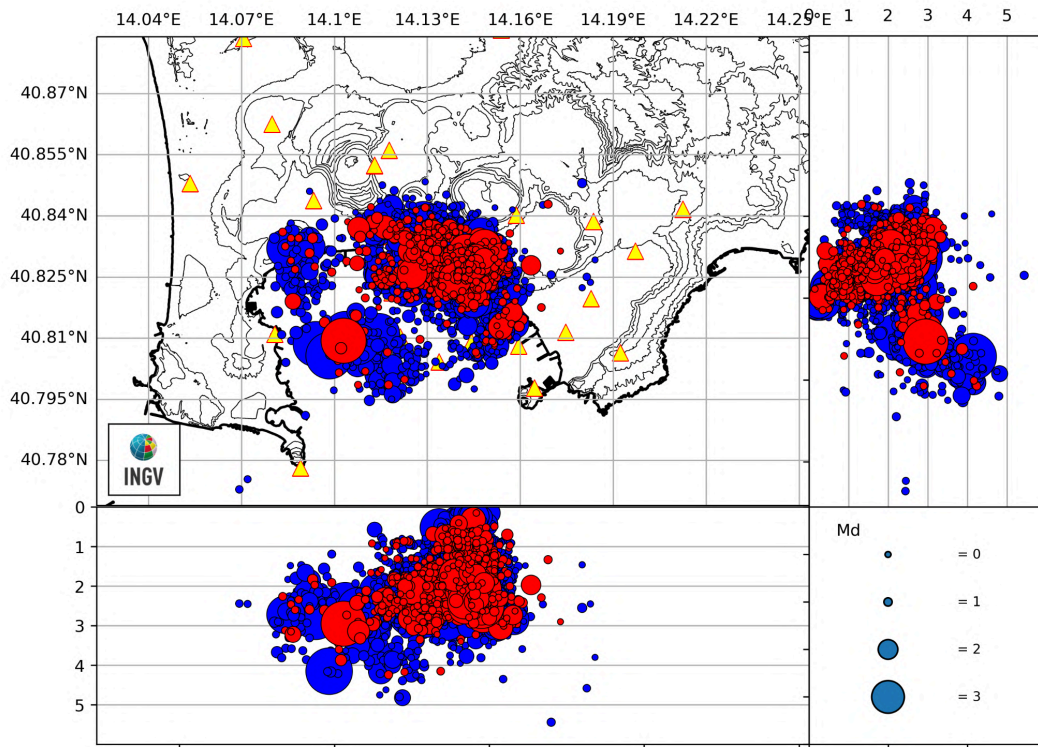 14.04°E 14.07°E 14.1°E 14.13°E 14.16°E 14.19°E 14.22°E 14.25°E 0 1 2 3 4 5
40.87°N
40.855°N
40.84°N
40.825°N
40.81°N
40.795°N
40.78°N
INGV
0
1
2
3
4
5
Md
= 0
= 1
= 2
= 3